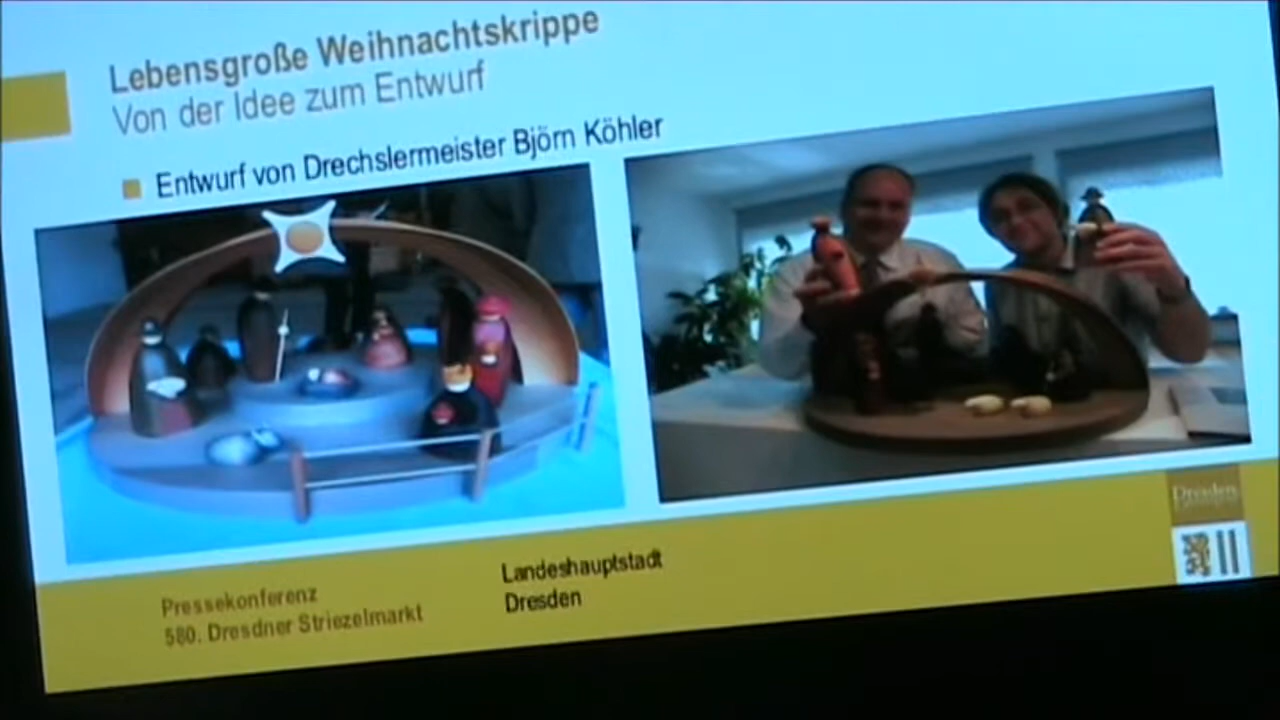 Lebensgroße Weihnachtskrippe
Von der Idee zum Entwurf
Entwurf von Drechslermeister Björn Köhler
Pressekonferenz
580. Dresdner Striezelmarkt
Landeshauptstadt
Dresden
Dresden